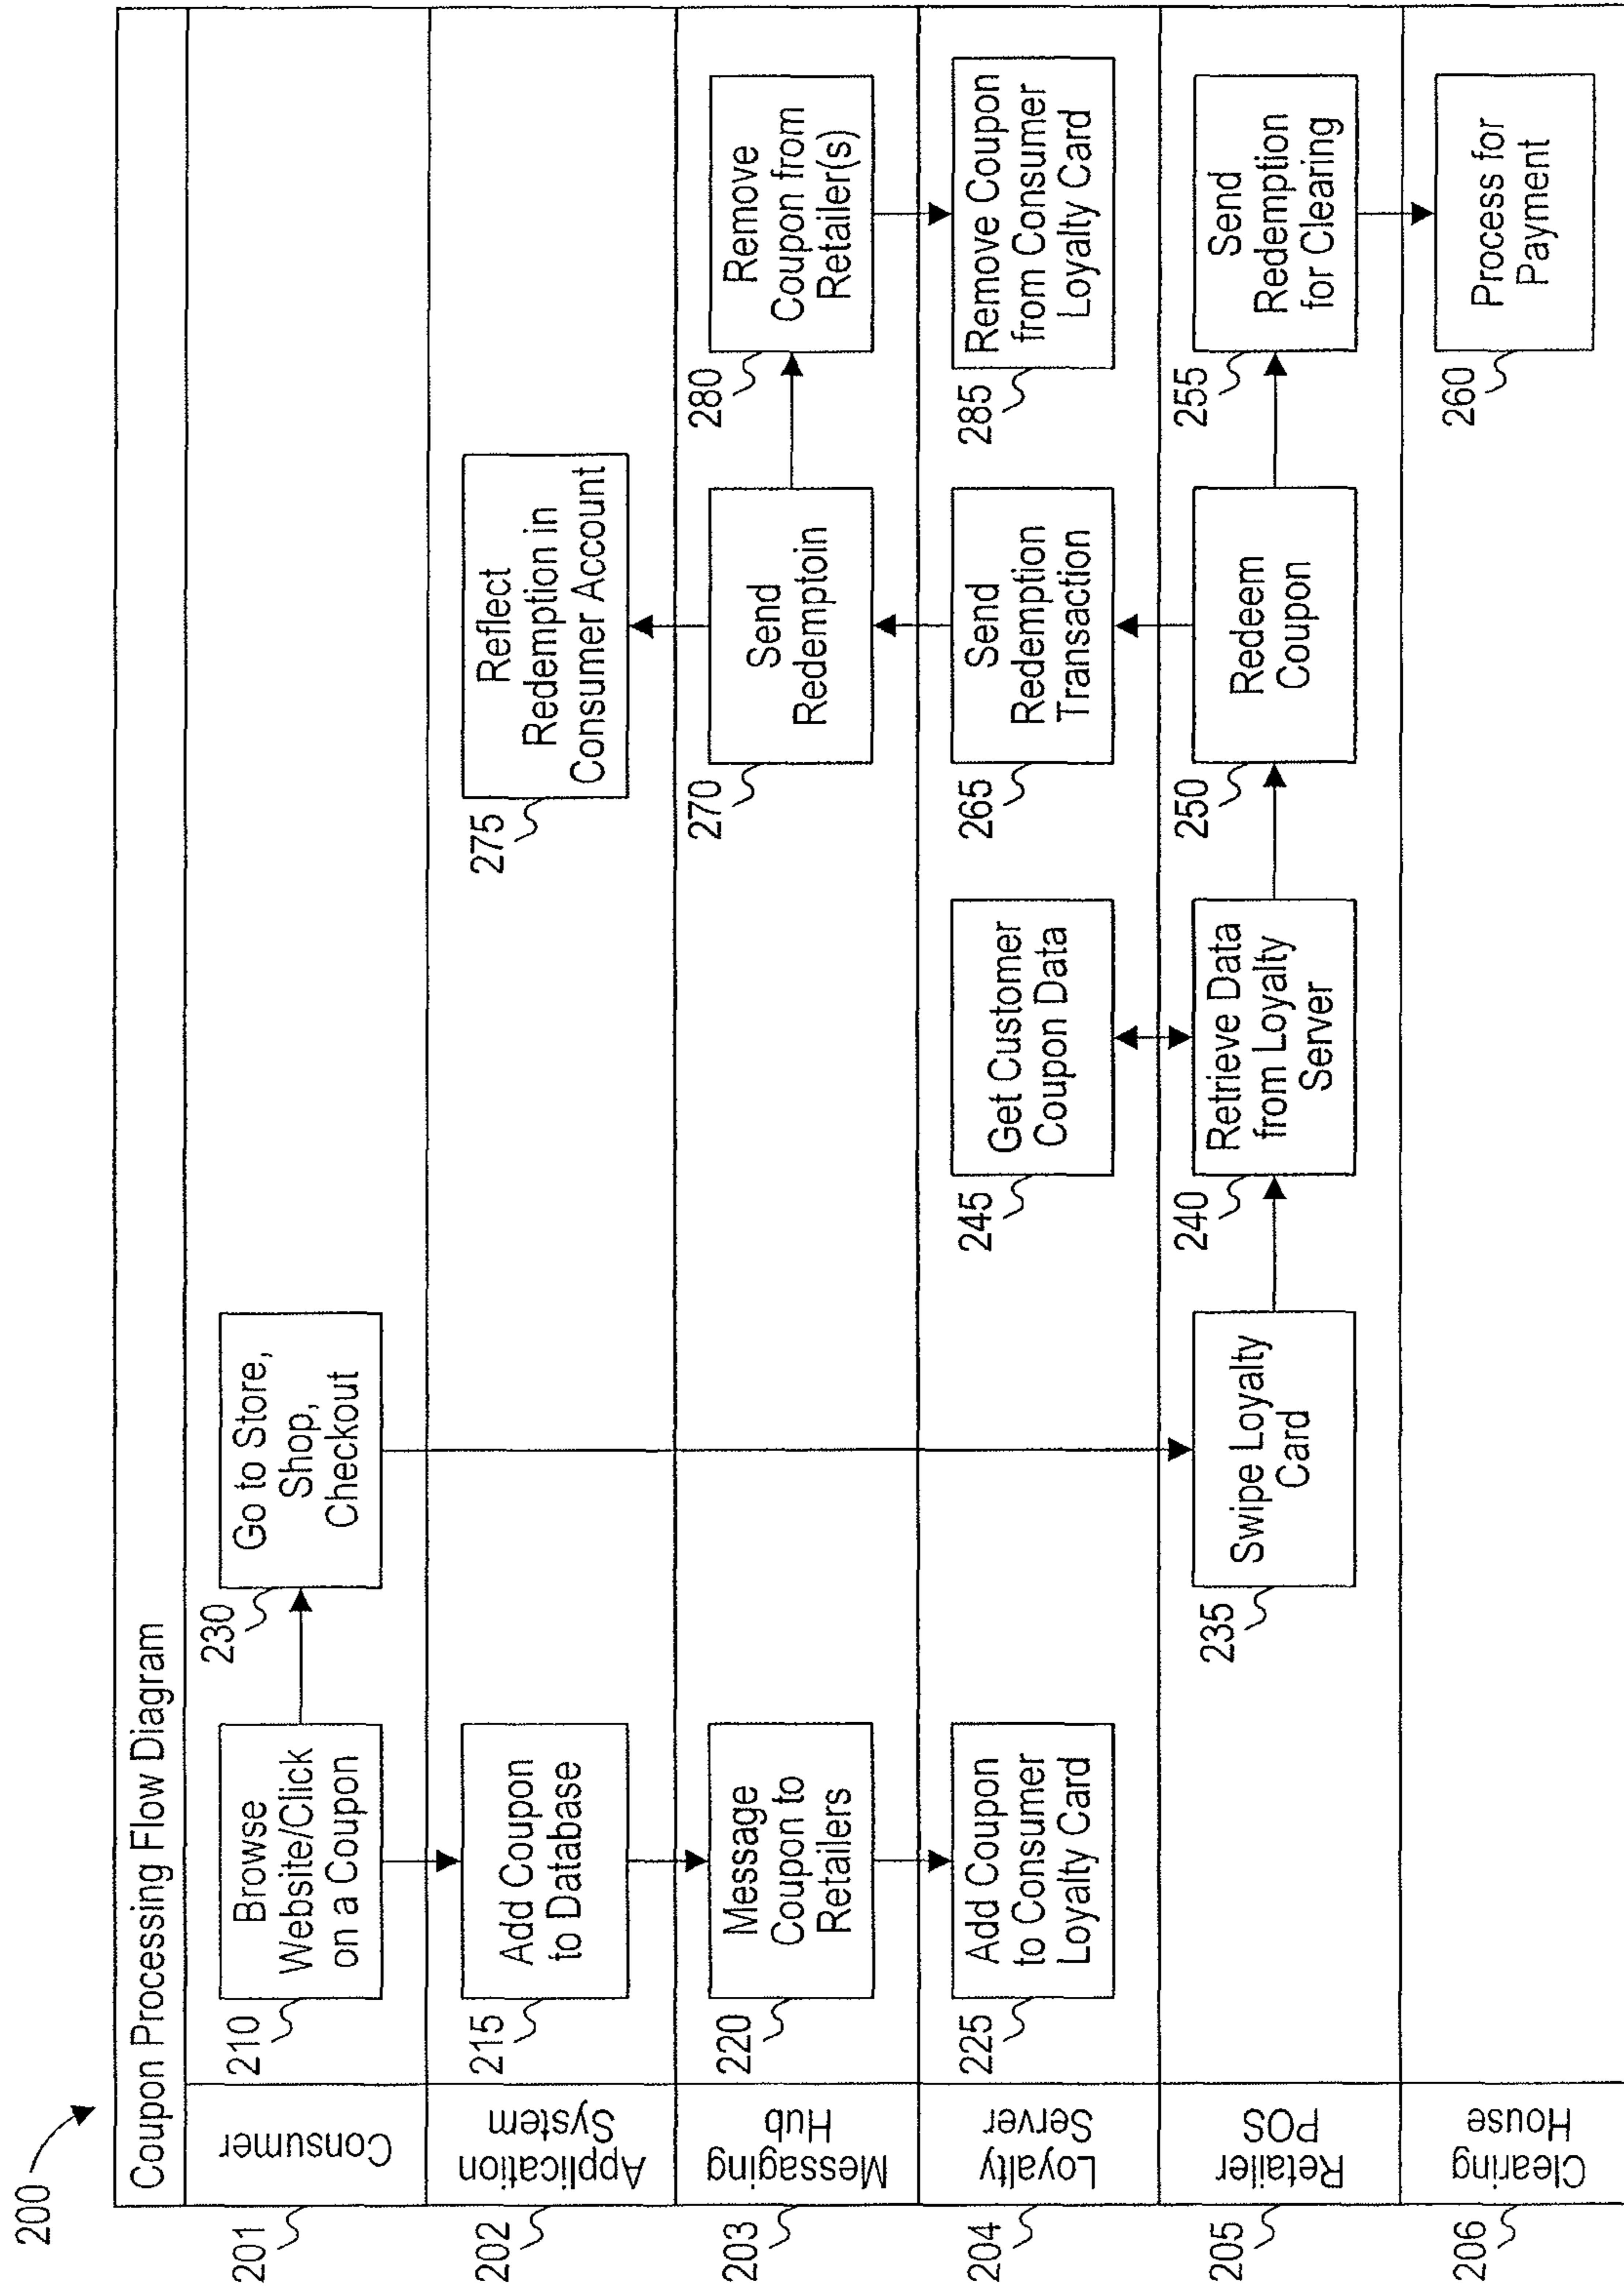 200
Coupon Processing Flow Diagram
201
Consumer
210
Browse
Website/Click
on a Coupon
230
Go to Store,
Shop,
Checkout
202
Application
System
215
Add Coupon
to Database
275
Reflect
Redemption in
Consumer Account
203
Messaging
Hub
220
Message
Coupon to
Retailers
270
Send
Redemptoin
280
Remove
Coupon from
Retailer(s)
204
Loyalty
Server
225
Add Coupon
to Consumer
Loyalty Card
245
Get Customer
Coupon Data
265
Send
Redemption
Transaction
285
Remove Coupon
from Consumer
Loyalty Card
205
Retailer
POS
235
Swipe Loyalty
Card
240
Retrieve Data
from Loyalty
Server
250
Redeem
Coupon
255
Send
Redemption
for Clearing
206
Clearing
House
260
Process for
Payment